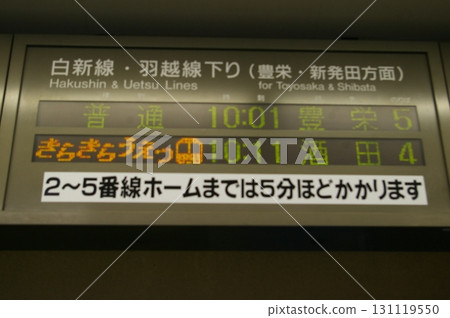 白新線・羽越線下り（豊栄・新発田方面）
Hakushin & Uetsu Lines for Toyosaka & Shibata
普通 10:01 豊栄 5
きらきらうえつ 10:11 酒田 4
2〜5番線ホームまでは5分ほどかかります
131119550